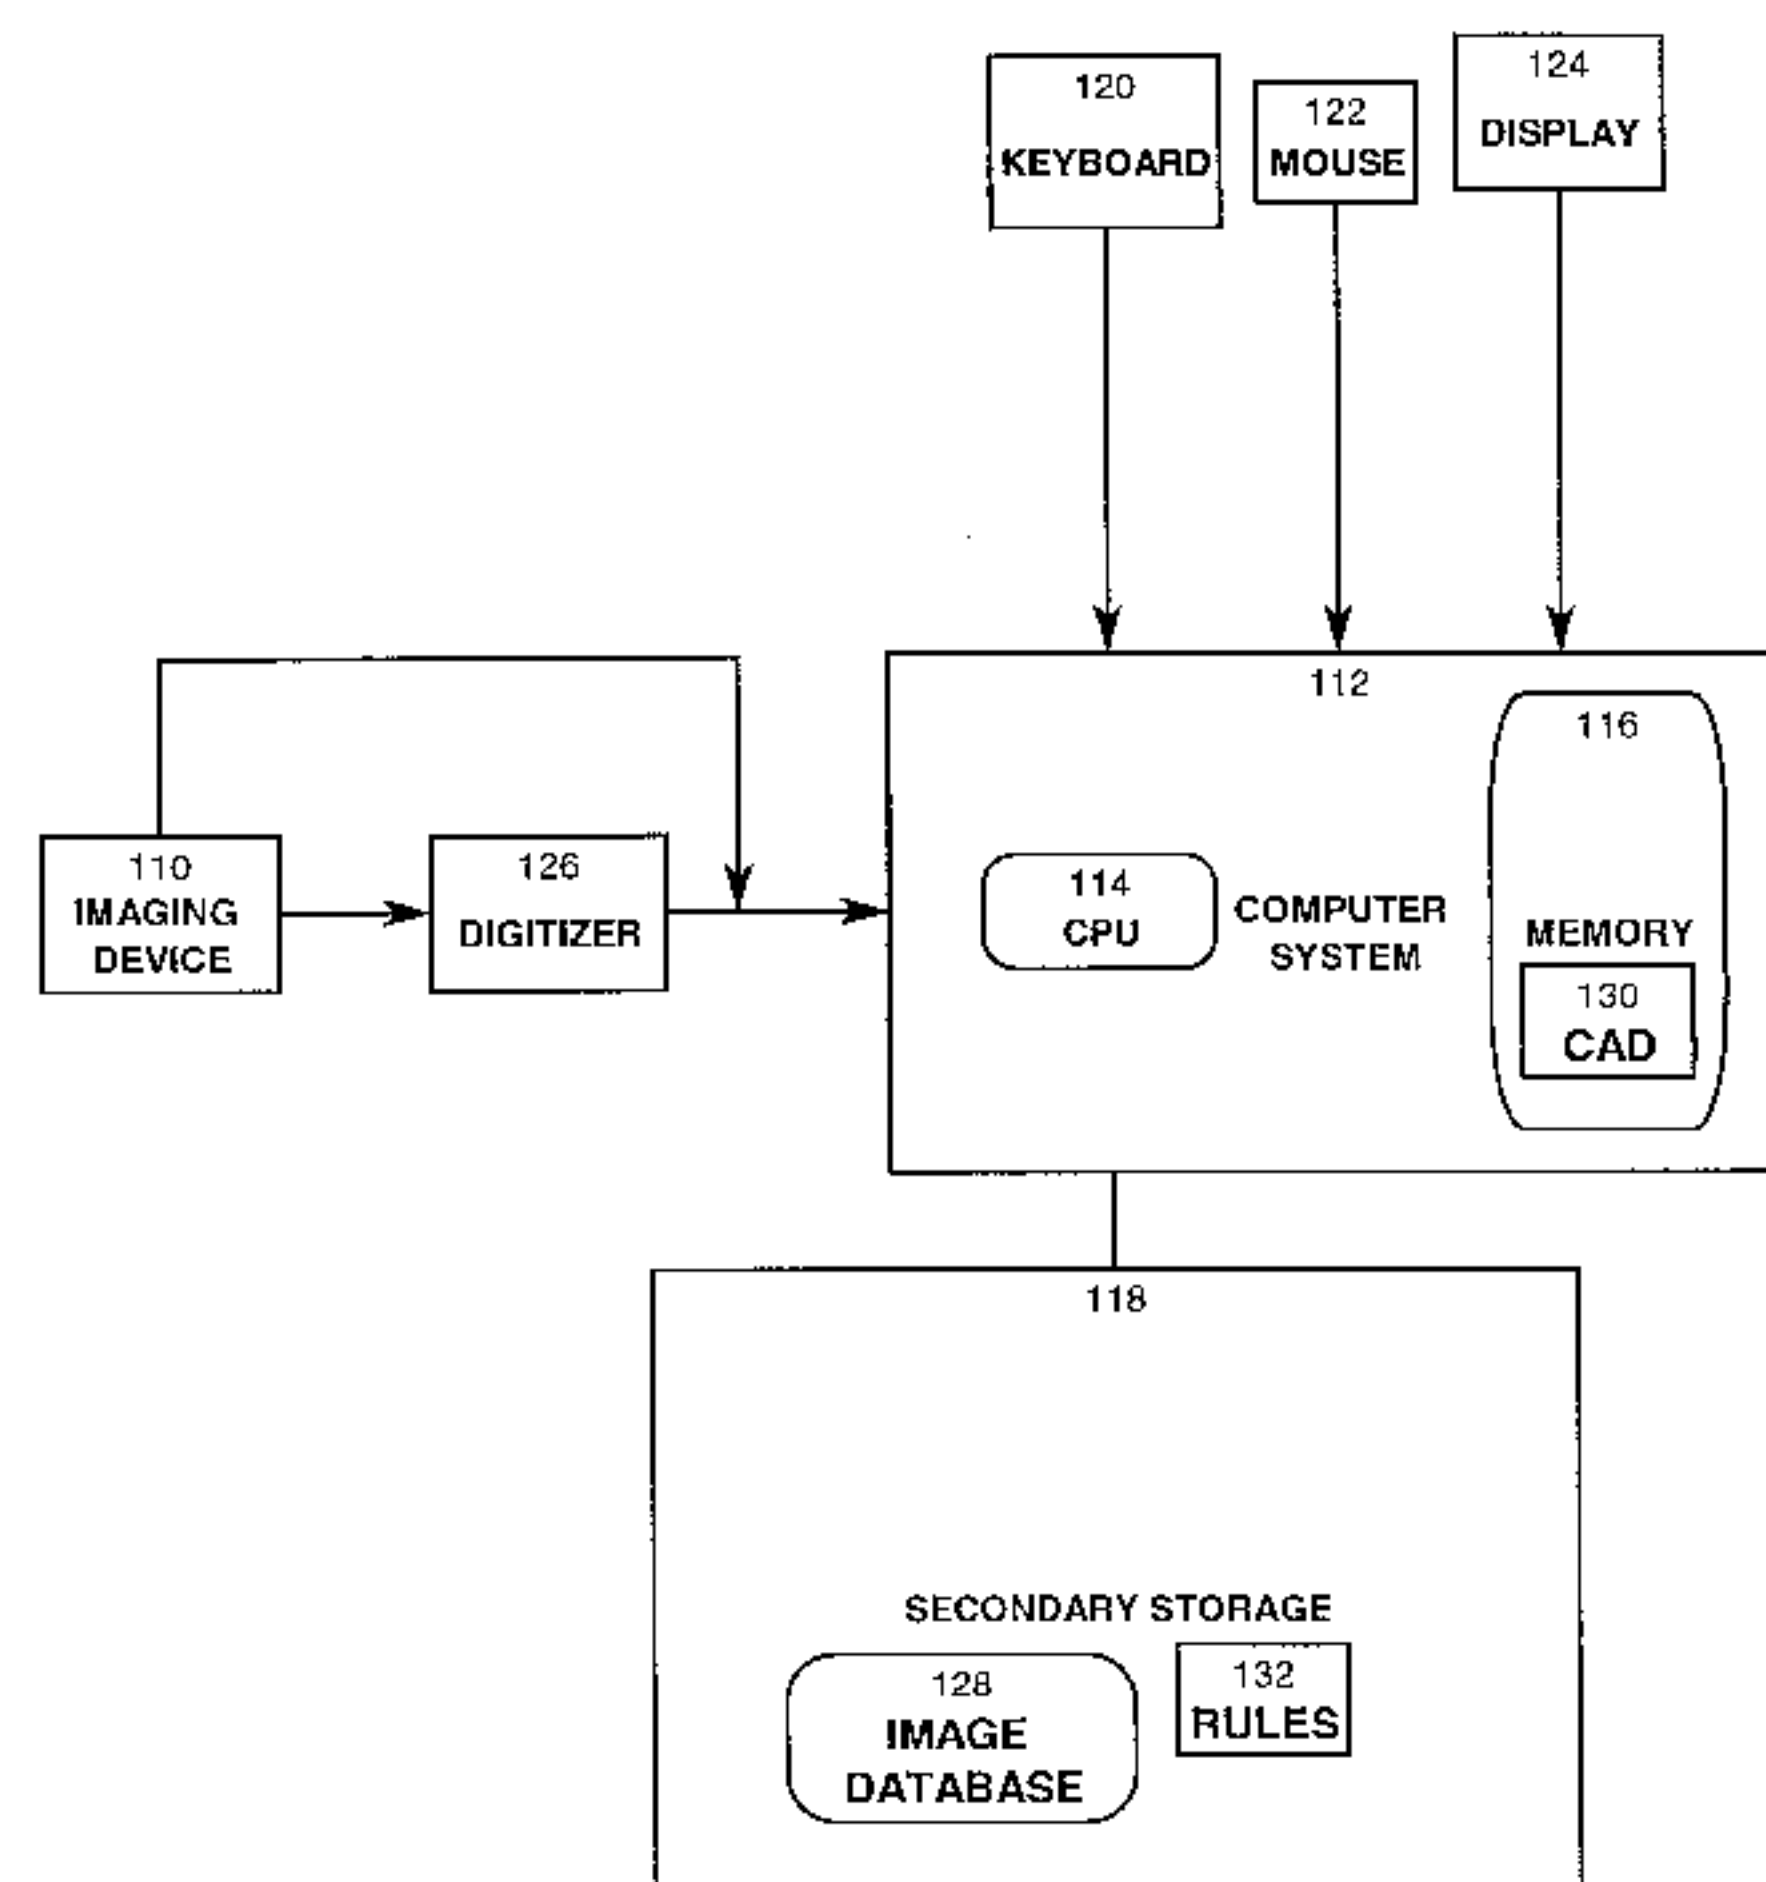 120
KEYBOARD
122
MOUSE
124
DISPLAY
110
IMAGING
DEVICE
126
DIGITIZER
112
114
CPU
COMPUTER
SYSTEM
116
MEMORY
130
CAD
118
SECONDARY STORAGE
128
IMAGE
DATABASE
132
RULES